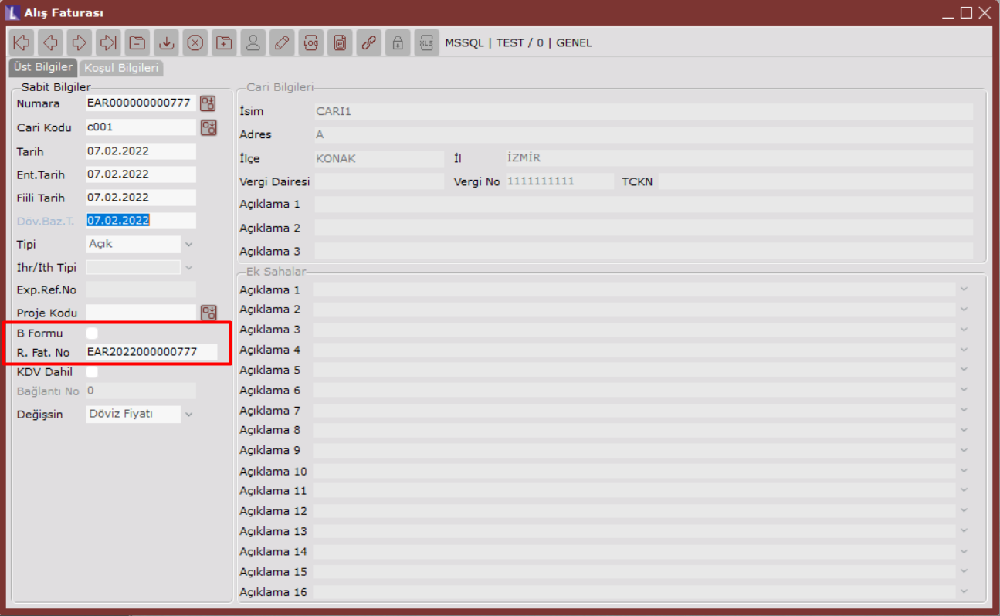 Alış Faturası
LOG
XLS
MSSQL | TEST / 0 | GENEL
Üst Bilgiler
Koşul Bilgileri
Sabit Bilgiler
Numara EAR000000000777
Cari Kodu c001
Tarih 07.02.2022
Ent.Tarih 07.02.2022
Fiili Tarih 07.02.2022
Döv.Baz.T. 07.02.2022
Tipi Açık
İhr/İth Tipi
Exp.Ref.No
Proje Kodu
B Formu
R. Fat. No EAR2022000000777
KDV Dahil
Bağlantı No 0
Değişsin Döviz Fiyatı
Cari Bilgileri
İsim CARI1
Adres A
İlçe KONAK İl İZMİR
Vergi Dairesi Vergi No 1111111111 TCKN
Açıklama 1
Açıklama 2
Açıklama 3
Ek Sahalar
Açıklama 1
Açıklama 2
Açıklama 3
Açıklama 4
Açıklama 5
Açıklama 6
Açıklama 7
Açıklama 8
Açıklama 9
Açıklama 10
Açıklama 11
Açıklama 12
Açıklama 13
Açıklama 14
Açıklama 15
Açıklama 16